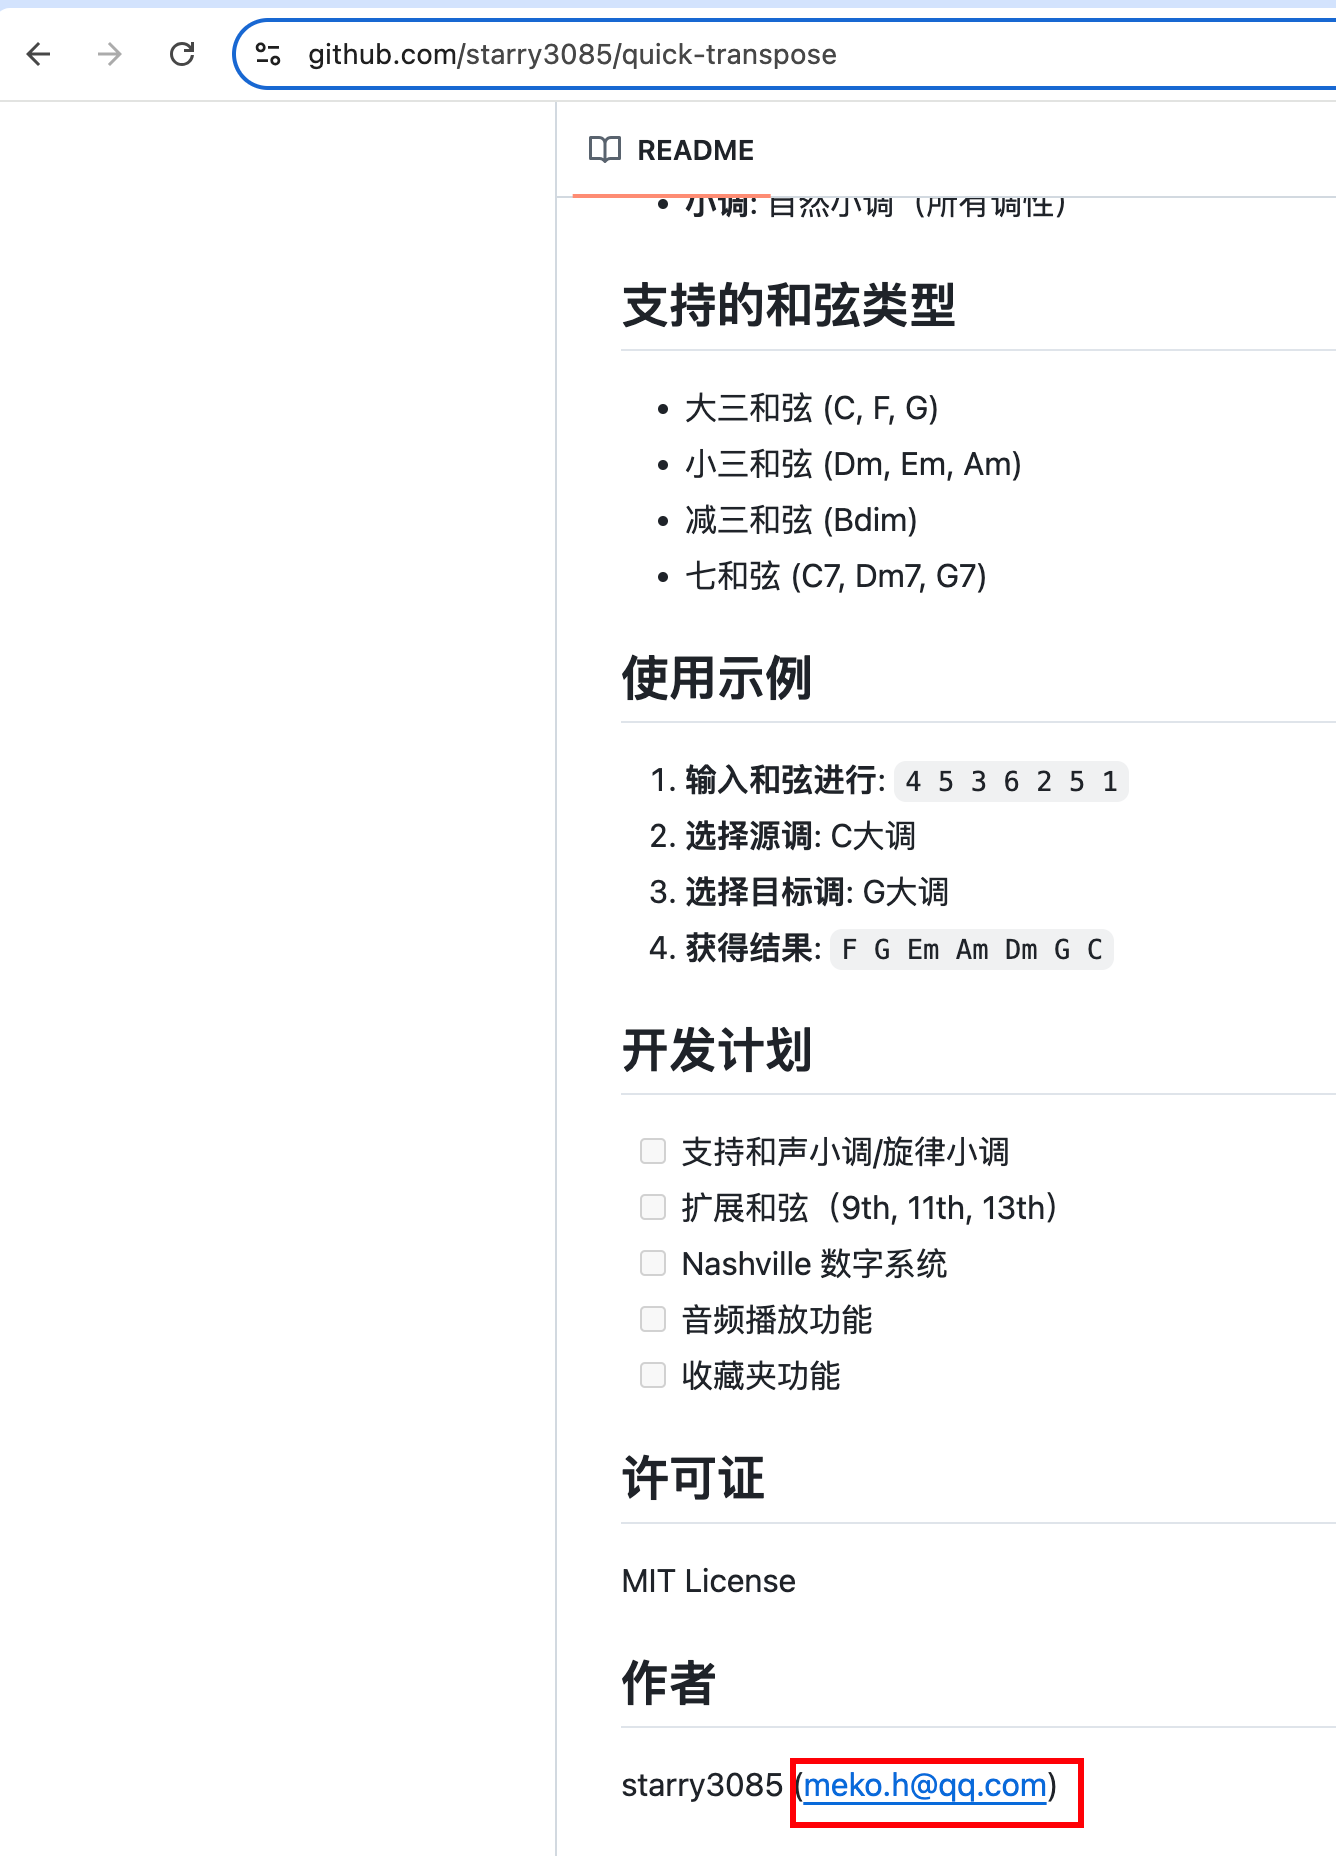 github.com/starry3085/quick-transpose
README
小调: 自然小调（所有调性）
支持的和弦类型
大三和弦 (C, F, G)
小三和弦 (Dm, Em, Am)
减三和弦 (Bdim)
七和弦 (C7, Dm7, G7)
使用示例
1. 输入和弦进行: 4 5 3 6 2 5 1
2. 选择源调: C大调
3. 选择目标调: G大调
4. 获得结果: F G Em Am Dm G C
开发计划
支持和声小调/旋律小调
扩展和弦（9th, 11th, 13th）
Nashville 数字系统
音频播放功能
收藏夹功能
许可证
MIT License
作者
starry3085 (meko.h@qq.com)